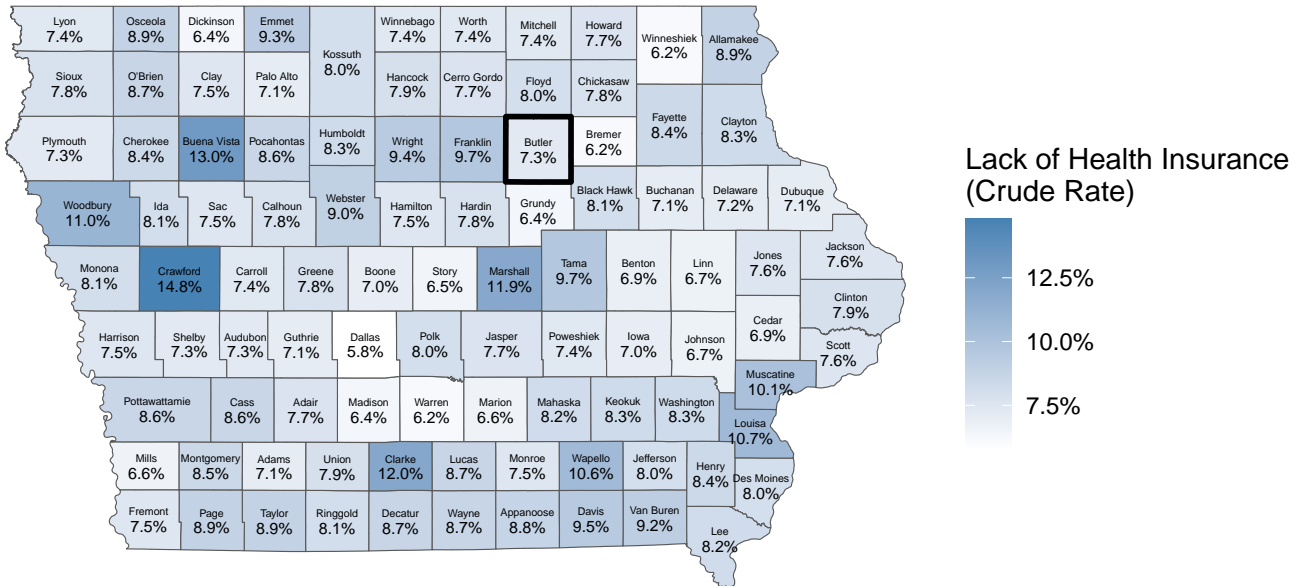 Lyon
7.4%
Osceola
8.9%
Dickinson
6.4%
Emmet
9.3%
Kossuth
8.0%
Winnebago
7.4%
Worth
7.4%
Mitchell
7.4%
Howard
7.7%
Winneshiek
6.2%
Allamakee
8.9%
Sioux
7.8%
O'Brien
8.7%
Clay
7.5%
Palo Alto
7.1%
Hancock
7.9%
Cerro Gordo
7.7%
Floyd
8.0%
Chickasaw
7.8%
Fayette
8.4%
Clayton
8.3%
Plymouth
7.3%
Cherokee
8.4%
Buena Vista
13.0%
Pocahontas
8.6%
Humboldt
8.3%
Wright
9.4%
Franklin
9.7%
Butler
7.3%
Bremer
6.2%
Woodbury
11.0%
Ida
8.1%
Sac
7.5%
Calhoun
7.8%
Webster
9.0%
Hamilton
7.5%
Hardin
7.8%
Grundy
6.4%
Black Hawk
8.1%
Buchanan
7.1%
Delaware
7.2%
Dubuque
7.1%
Monona
8.1%
Crawford
14.8%
Carroll
7.4%
Greene
7.8%
Boone
7.0%
Story
6.5%
Marshall
11.9%
Tama
9.7%
Benton
6.9%
Linn
6.7%
Jones
7.6%
Jackson
7.6%
Clinton
7.9%
Harrison
7.5%
Shelby
7.3%
Audubon
7.3%
Guthrie
7.1%
Dallas
5.8%
Polk
8.0%
Jasper
7.7%
Poweshiek
7.4%
Iowa
7.0%
Johnson
6.7%
Cedar
6.9%
Scott
7.6%
Muscatine
10.1%
Pottawattamie
8.6%
Cass
8.6%
Adair
7.7%
Madison
6.4%
Warren
6.2%
Marion
6.6%
Mahaska
8.2%
Keokuk
8.3%
Washington
8.3%
Louisa
10.7%
Mills
6.6%
Montgomery
8.5%
Adams
7.1%
Union
7.9%
Clarke
12.0%
Lucas
8.7%
Monroe
7.5%
Wapello
10.6%
Jefferson
8.0%
Henry
8.4%
Des Moines
8.0%
Fremont
7.5%
Page
8.9%
Taylor
8.9%
Ringgold
8.1%
Decatur
8.7%
Wayne
8.7%
Appanoose
8.8%
Davis
9.5%
Van Buren
9.2%
Lee
8.2%
Lack of Health Insurance
(Crude Rate)
12.5%
10.0%
7.5%